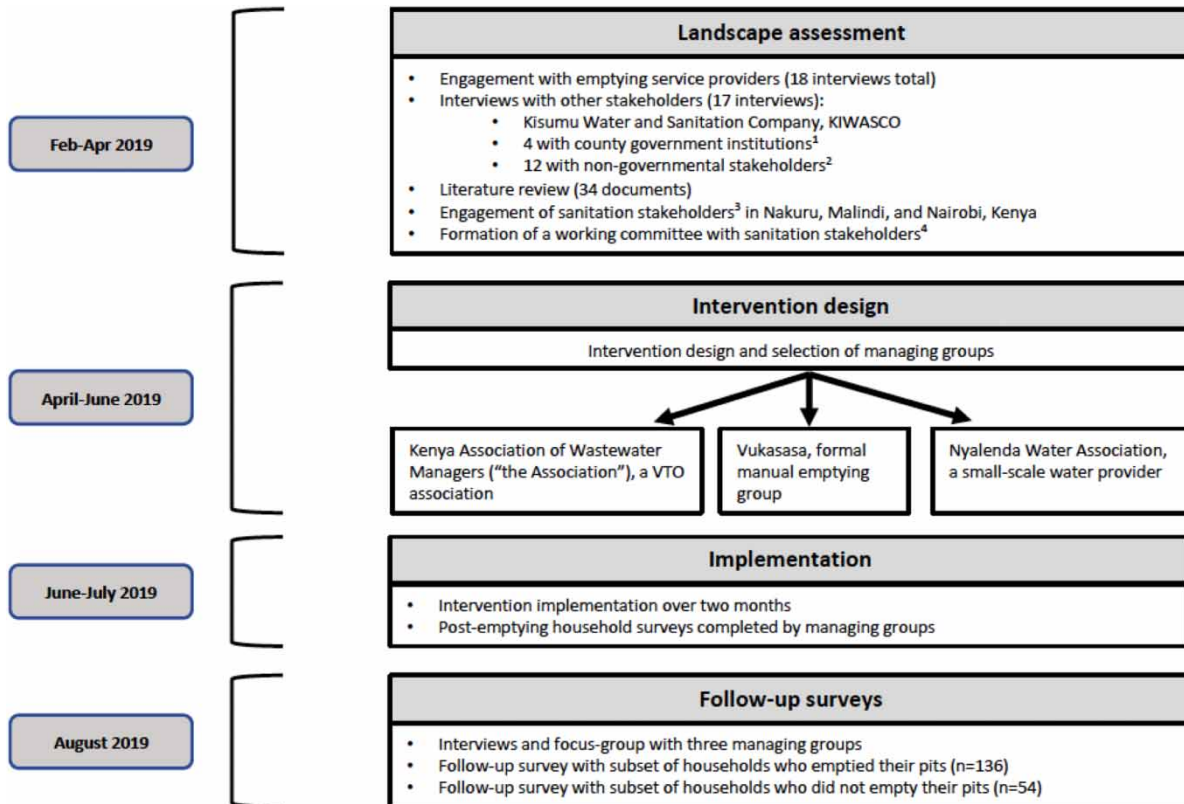 Landscape assessment
Feb-Apr 2019
• Engagement with emptying service providers (18 interviews total)
• Interviews with other stakeholders (17 interviews):
• Kisumu Water and Sanitation Company, KIWASCO
• 4 with county government institutions¹
• 12 with non-governmental stakeholders²
• Literature review (34 documents)
• Engagement of sanitation stakeholders³ in Nakuru, Malindi, and Nairobi, Kenya
• Formation of a working committee with sanitation stakeholders⁴
Intervention design
April-June 2019
Intervention design and selection of managing groups
Kenya Association of Wastewater
Managers (“the Association”), a VTO
association
Vukasasa, formal
manual emptying
group
Nyalenda Water Association,
a small-scale water provider
Implementation
June-July 2019
• Intervention implementation over two months
• Post-emptying household surveys completed by managing groups
Follow-up surveys
August 2019
• Interviews and focus-group with three managing groups
• Follow-up survey with subset of households who emptied their pits (n=136)
• Follow-up survey with subset of households who did not empty their pits (n=54)